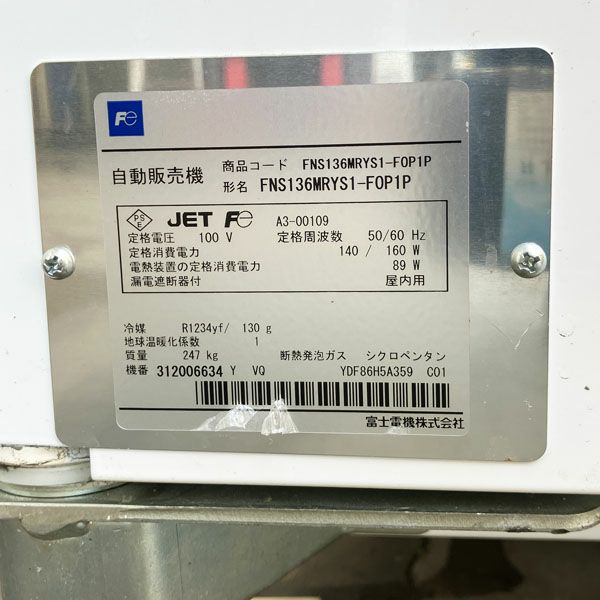 Fe
自動販売機 商品コード FNS136MRYS1-FOP1P
形名 FNS136MRYS1-FOP1P
PSE JET Fe A3-00109
定格電圧 100 V 定格周波数 50/60 Hz
定格消費電力 140 / 160 W
電熱装置の定格消費電力 89 W
漏電遮断器付 屋内用
冷媒 R1234yf/ 130 g
地球温暖化係数 1
質量 247 kg 断熱発泡ガス シクロペンタン
機番 312006634 Y VQ YDF86H5A359 C01
富士電機株式会社